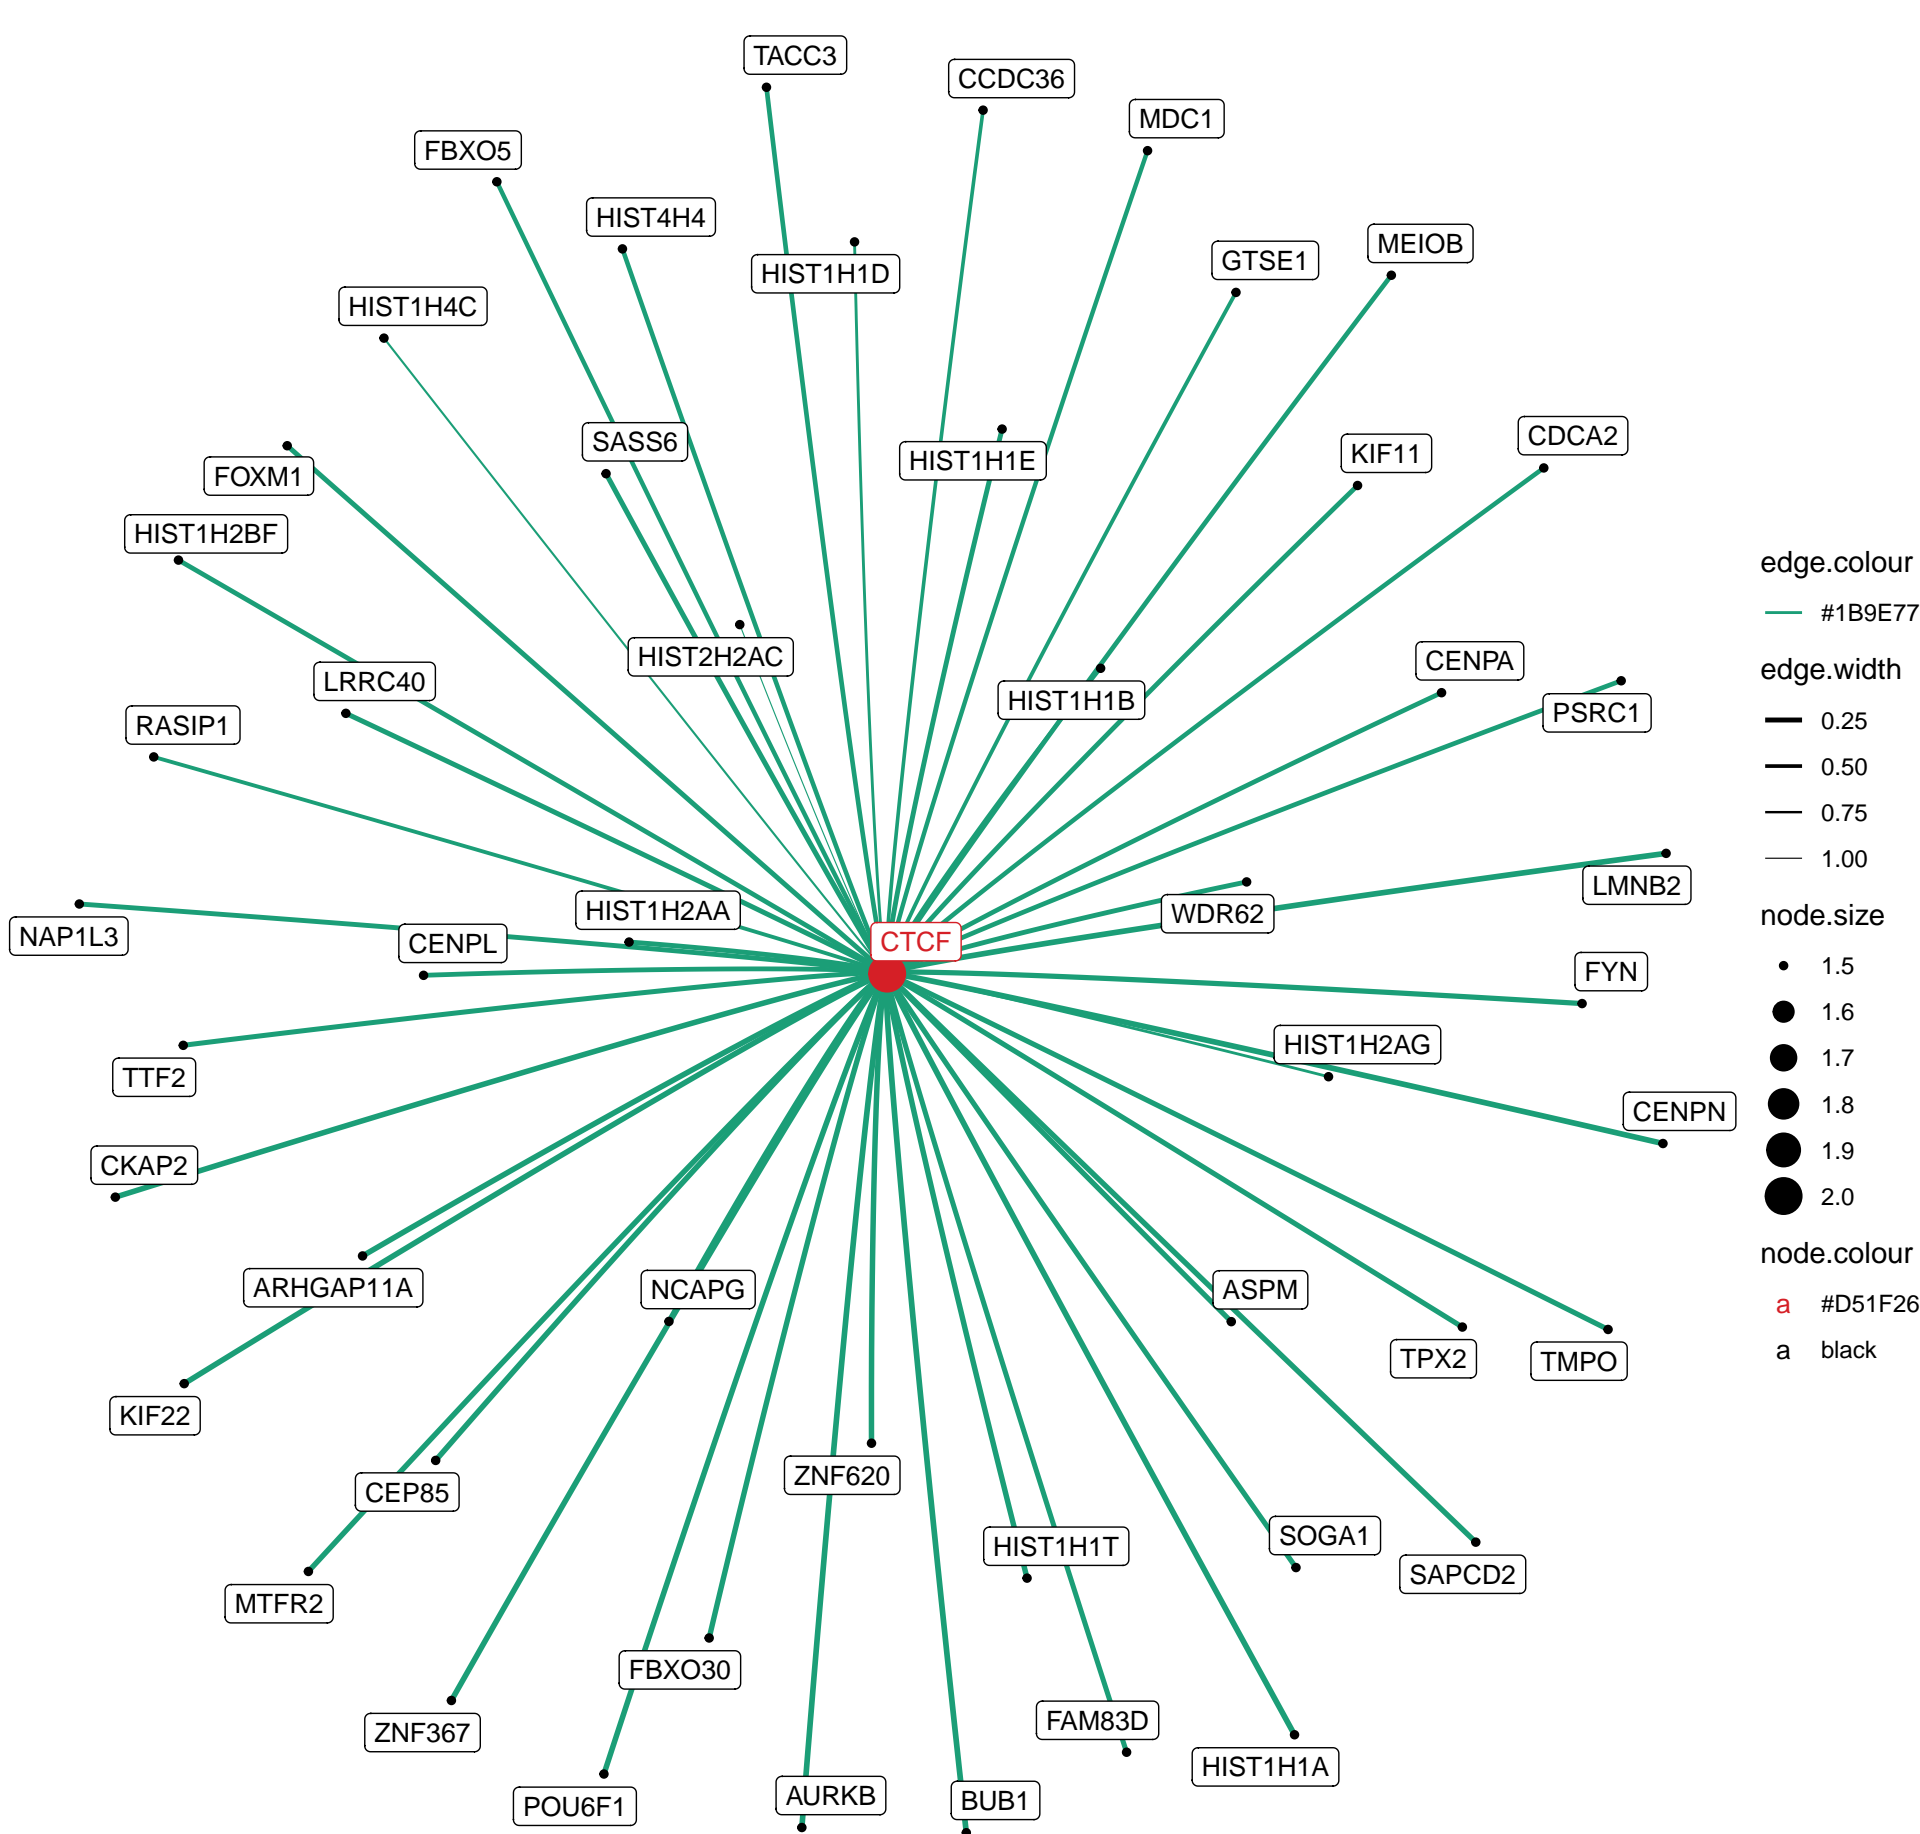 TACC3
CCDC36
MDC1
FBXO5
HIST4H4
MEIOB
GTSE1
HIST1H1D
HIST1H4C
CDCA2
SASS6
KIF11
HIST1H1E
FOXM1
HIST1H2BF
HIST2H2AC
CENPA
LRRC40
HIST1H1B
PSRC1
RASIP1
LMNB2
HIST1H2AA
WDR62
NAP1L3
CENPL
CTCF
FYN
HIST1H2AG
TTF2
CENPN
CKAP2
ARHGAP11A
NCAPG
ASPM
TPX2
TMPO
KIF22
ZNF620
CEP85
SOGA1
HIST1H1T
SAPCD2
MTFR2
FBXO30
FAM83D
ZNF367
HIST1H1A
AURKB
BUB1
POU6F1
edge.colour
#1B9E77
edge.width
0.25
0.50
0.75
1.00
node.size
1.5
1.6
1.7
1.8
1.9
2.0
node.colour
a #D51F26
a black